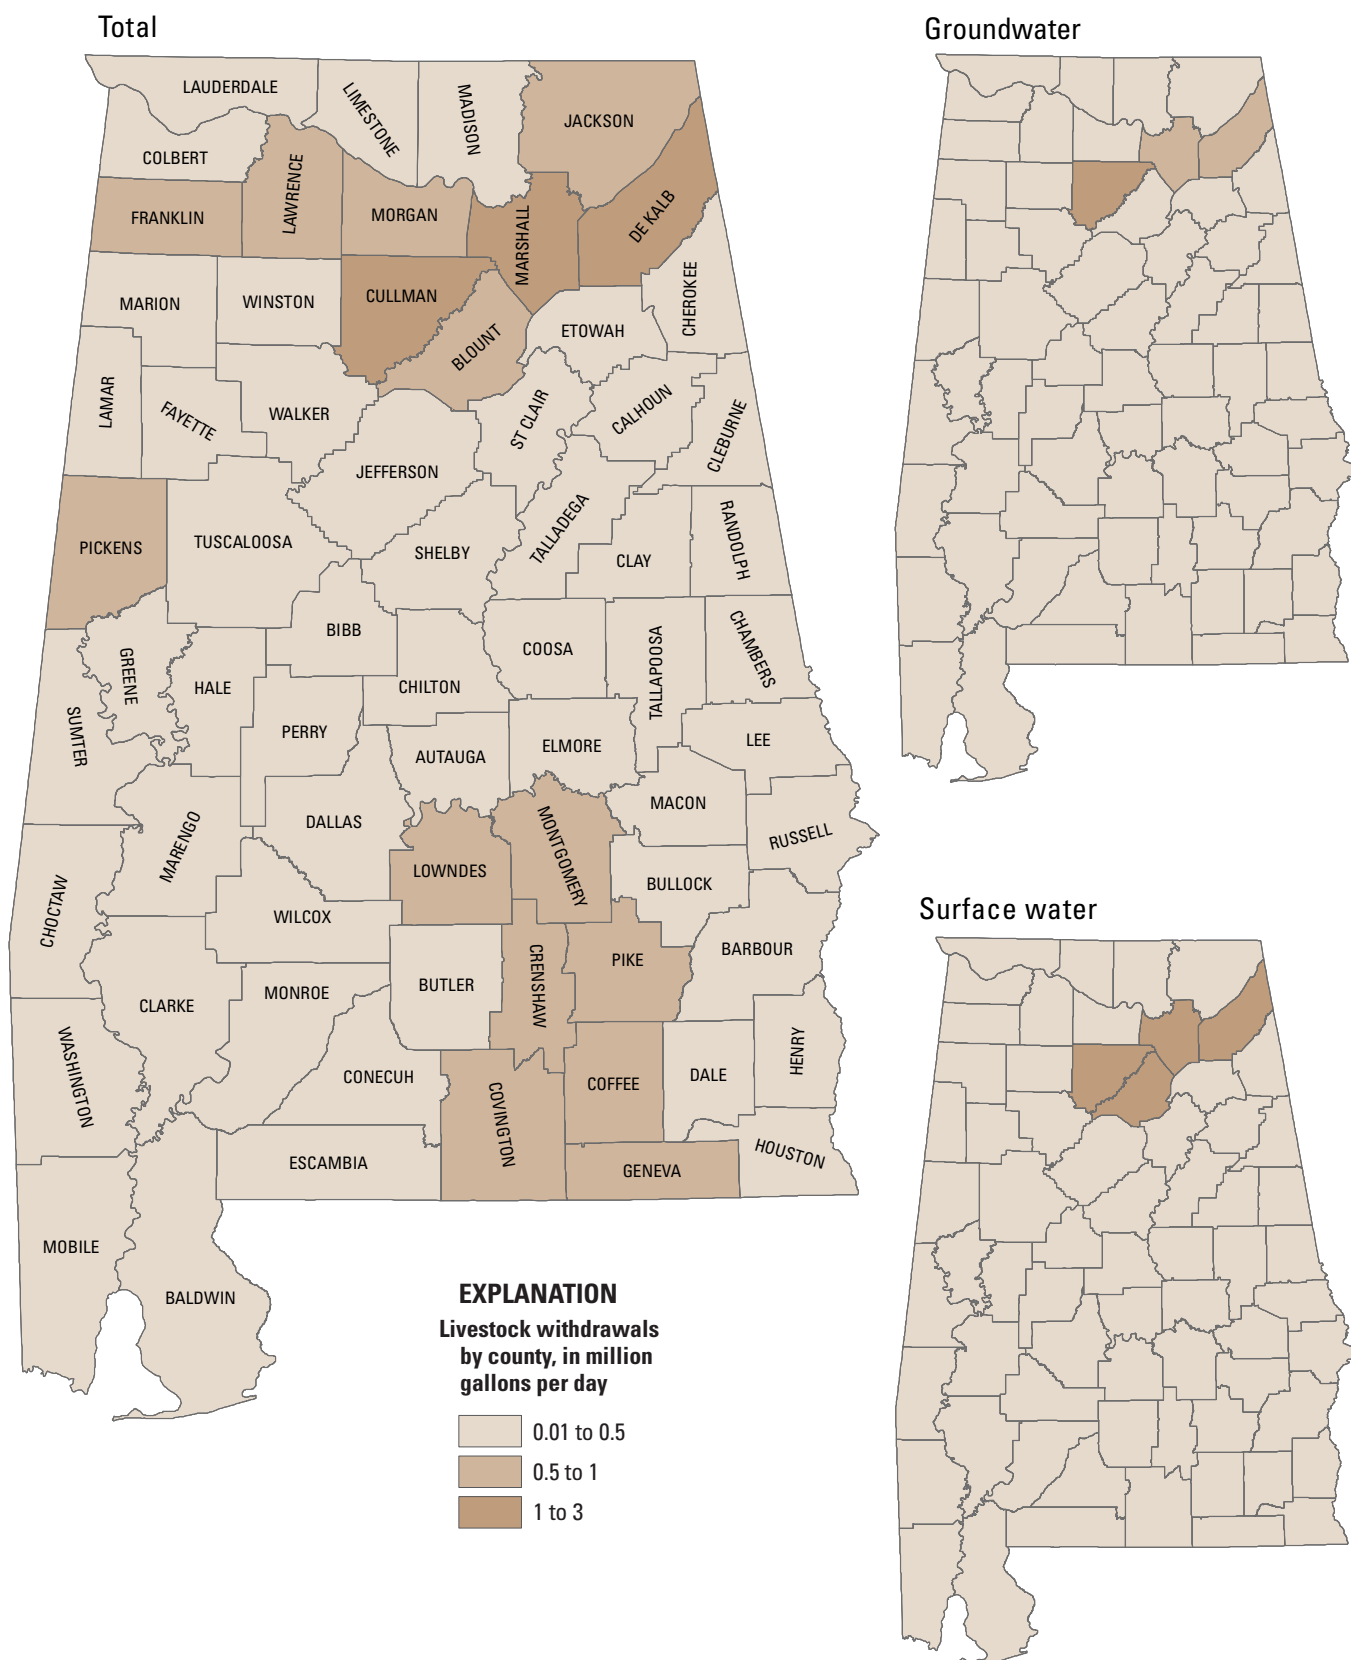 Total
Groundwater
LAUDERDALE
LIMESTONE
MADISON
JACKSON
COLBERT
LAWRENCE
FRANKLIN
MORGAN
MARSHALL
DE KALB
CHEROKEE
MARION
WINSTON
CULLMAN
BLOUNT
ETOWAH
LAMAR
FAYETTE
WALKER
ST CLAIR
CALHOUN
CLEBURNE
JEFFERSON
PICKENS
TUSCALOOSA
SHELBY
TALLADEGA
CLAY
RANDOLPH
BIBB
GREENE
HALE
CHILTON
COOSA
TALLAPOOSA
CHAMBERS
SUMTER
PERRY
AUTAUGA
ELMORE
LEE
MARENGO
DALLAS
LOWNDES
MONTGOMERY
MACON
RUSSELL
BULLOCK
CHOCTAW
WILCOX
Surface water
CLARKE
MONROE
BUTLER
CRENSHAW
PIKE
BARBOUR
WASHINGTON
CONECUH
COVINGTON
COFFEE
DALE
HENRY
ESCAMBIA
GENEVA
HOUSTON
MOBILE
BALDWIN
EXPLANATION
Livestock withdrawals
by county, in million
gallons per day
0.01 to 0.5
0.5 to 1
1 to 3